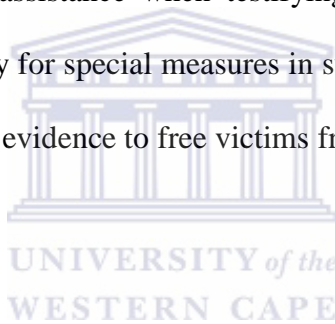 assistance when testifying
y for special measures in s
evidence to free victims fr
UNIVERSITY of the
WESTERN CAPE